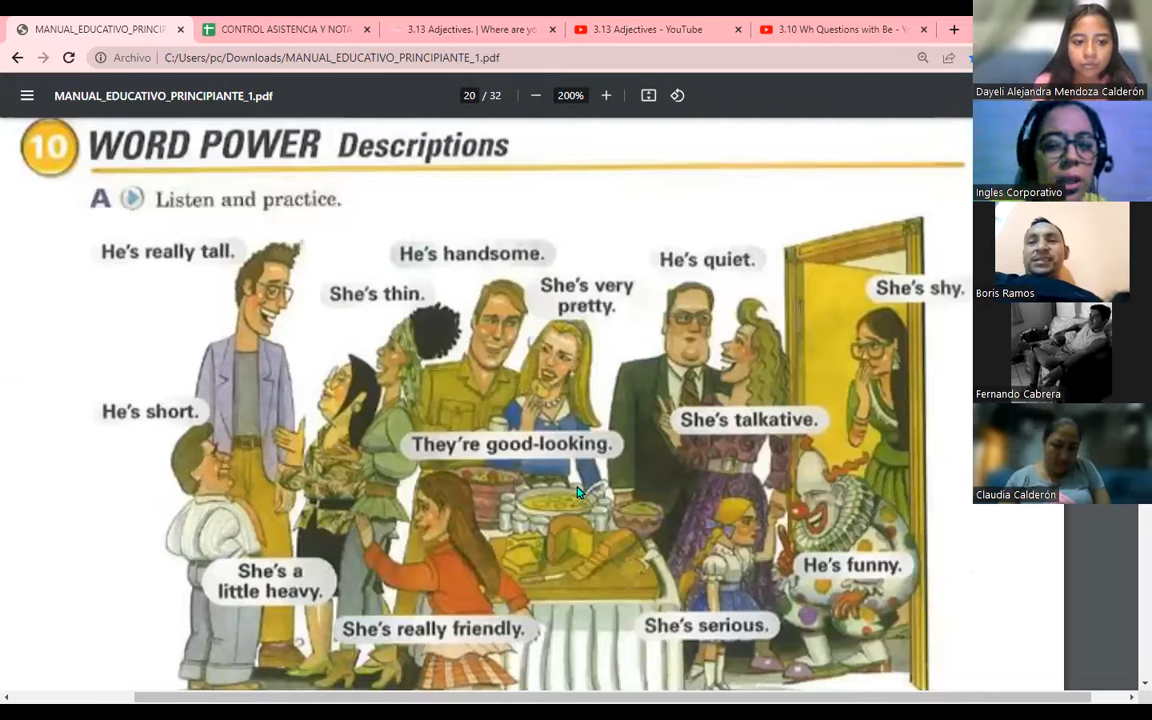 MANUAL_EDUCATIVO_PRINCIP
CONTROL ASISTENCIA Y NOTA
3.13 Adjectives. | Where are yo
3.13 Adjectives - YouTube
3.10 Wh Questions with Be - Y
Archivo
C:/Users/pc/Downloads/MANUAL_EDUCATIVO_PRINCIPIANTE_1.pdf
MANUAL_EDUCATIVO_PRINCIPIANTE_1.pdf
20 / 32
200%
10 WORD POWER Descriptions
A Listen and practice.
He's really tall.
He's handsome.
He's quiet.
She's thin.
She's very
pretty.
She's shy.
He's short.
They're good-looking.
She's talkative.
She's a
little heavy.
He's funny.
She's really friendly.
She's serious.
Dayeli Alejandra Mendoza Calderón
Ingles Corporativo
Boris Ramos
Fernando Cabrera
Claudia Calderón